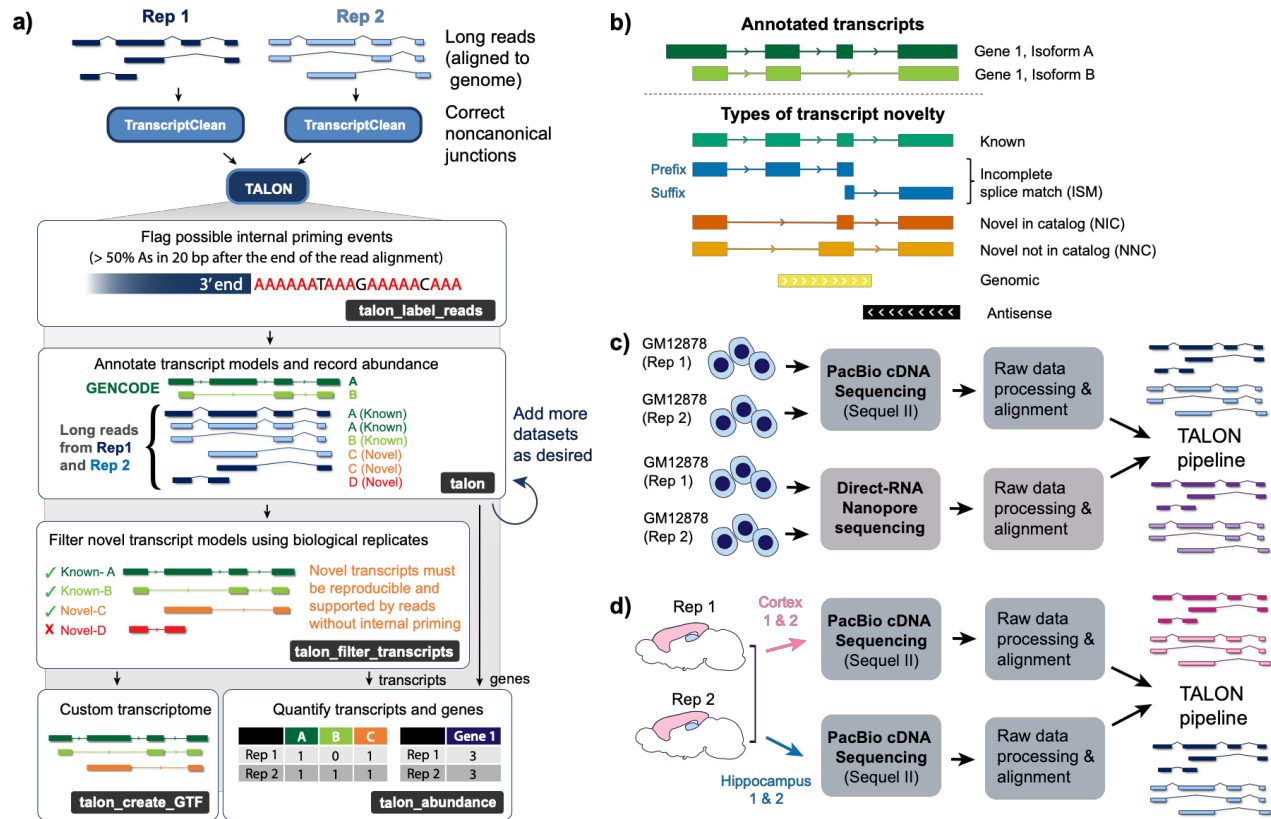 a)
Rep 1
Rep 2
Long reads
(aligned to
genome)
TranscriptClean
TranscriptClean
Correct
noncanonical
junctions
TALON
Flag possible internal priming events
(> 50% As in 20 bp after the end of the read alignment)
3' end
AAAAAATAAAGAAAAACAAA
talon_label_reads
Annotate transcript models and record abundance
GENCODE
A
B
Long reads
from Rep1
and Rep 2
A (Known)
A (Known)
B (Known)
C (Novel)
C (Novel)
D (Novel)
talon
Add more
datasets
as desired
Filter novel transcript models using biological replicates
✓ Known- A
✓ Known-B
✓ Novel-C
✗ Novel-D
Novel transcripts must
be reproducible and
supported by reads
without internal priming
talon_filter_transcripts
transcripts
genes
Custom transcriptome
talon_create_GTF
Quantify transcripts and genes
A B C
Rep 1 1 0 1
Rep 2 1 1 1
Gene 1
Rep 1 3
Rep 2 3
talon_abundance
b)
Annotated transcripts
Gene 1, Isoform A
Gene 1, Isoform B
Types of transcript novelty
Known
Prefix
Suffix
Incomplete
splice match (ISM)
Novel in catalog (NIC)
Novel not in catalog (NNC)
Genomic
Antisense
c)
GM12878
(Rep 1)
GM12878
(Rep 2)
PacBio cDNA
Sequencing
(Sequel II)
Raw data
processing &
alignment
GM12878
(Rep 1)
GM12878
(Rep 2)
Direct-RNA
Nanopore
sequencing
Raw data
processing &
alignment
TALON
pipeline
d)
Rep 1
Rep 2
Cortex
1 & 2
PacBio cDNA
Sequencing
(Sequel II)
Raw data
processing &
alignment
Hippocampus
1 & 2
PacBio cDNA
Sequencing
(Sequel II)
Raw data
processing &
alignment
TALON
pipeline